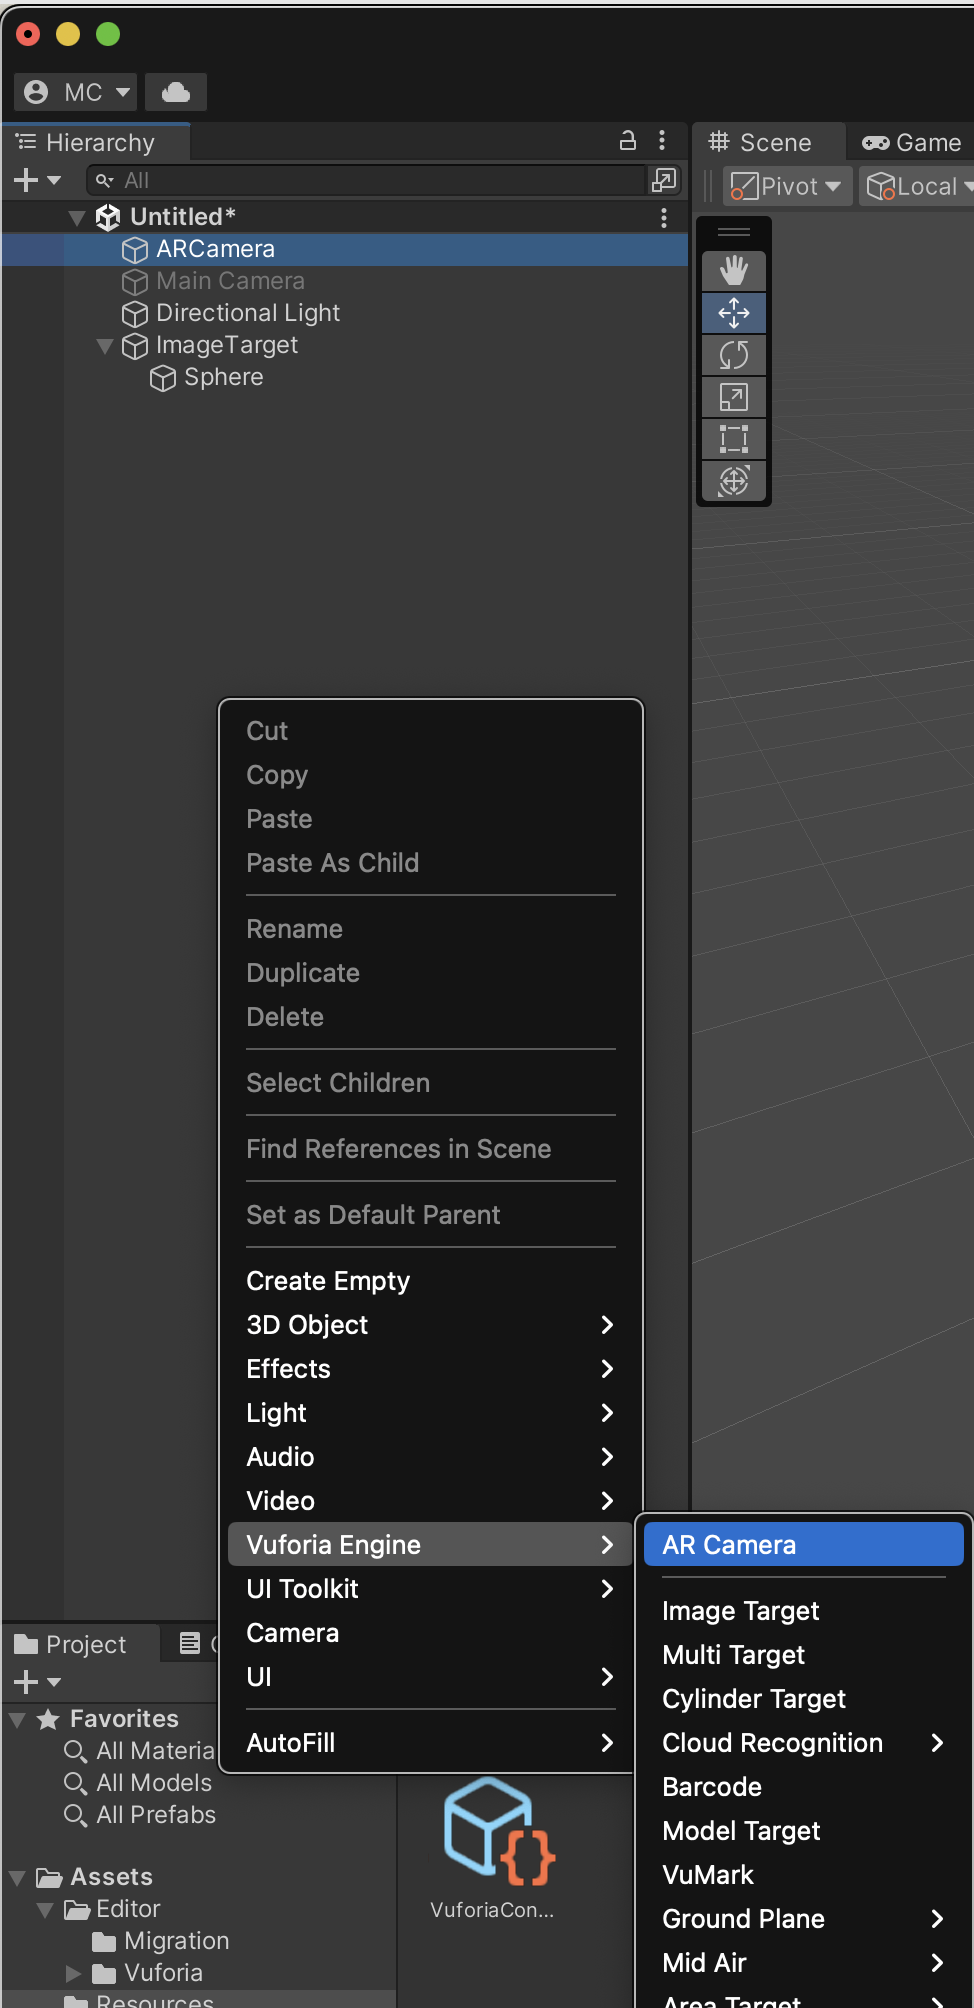 MC
Hierarchy
Scene
Game
All
Pivot
Local
Untitled*
ARCamera
Main Camera
Directional Light
ImageTarget
Sphere
Cut
Copy
Paste
Paste As Child
Rename
Duplicate
Delete
Select Children
Find References in Scene
Set as Default Parent
Create Empty
3D Object
Effects
Light
Audio
Video
Vuforia Engine
UI Toolkit
Camera
UI
AutoFill
AR Camera
Image Target
Multi Target
Cylinder Target
Cloud Recognition
Barcode
Model Target
VuMark
Ground Plane
Mid Air
Area Target
Project
Favorites
All Materia
All Models
All Prefabs
Assets
Editor
Migration
Vuforia
Resources
VuforiaCon...